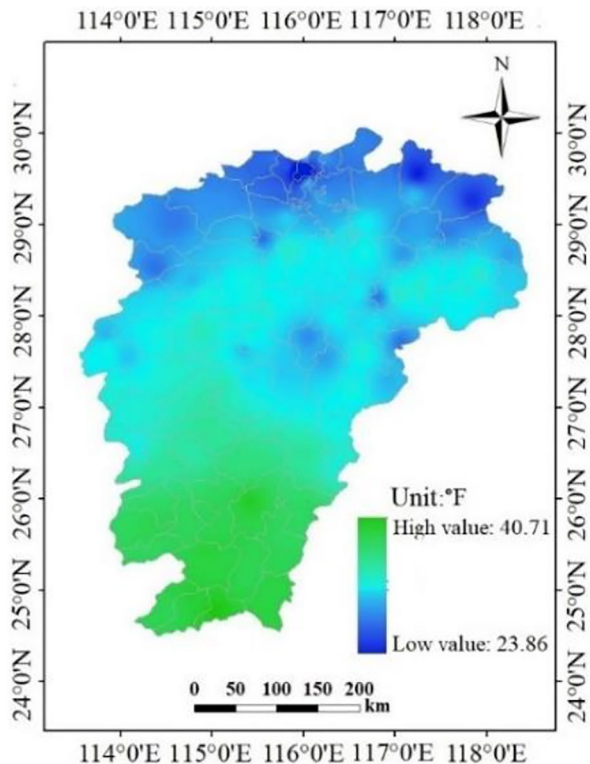 114°0'E 115°0'E 116°0'E 117°0'E 118°0'E
N
30°0'N 30°0'N
29°0'N 29°0'N
28°0'N 28°0'N
27°0'N 27°0'N
26°0'N 26°0'N
Unit:°F
High value: 40.71
25°0'N 25°0'N
Low value: 23.86
24°0'N 24°0'N
0 50 100 150 200
km
114°0'E 115°0'E 116°0'E 117°0'E 118°0'E